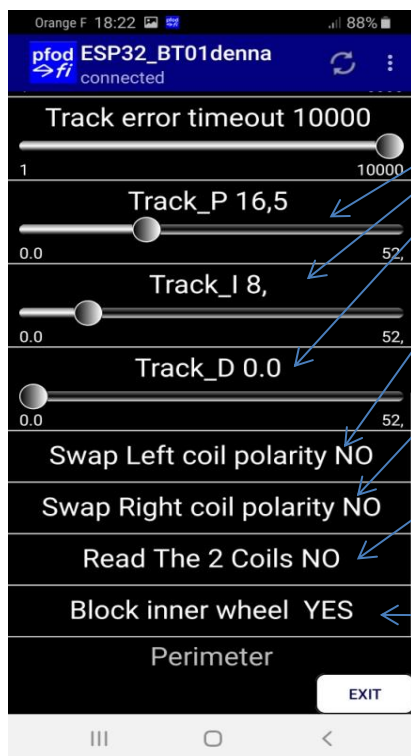 Orange F 18:22 88%
pfod ESP32_BT01denna
fi connected
Track error timeout 10000
1 10000
Track_P 16,5
0.0 52,
Track_I 8,
0.0 52,
Track_D 0.0
0.0 52,
Swap Left coil polarity NO
Swap Right coil polarity NO
Read The 2 Coils NO
Block inner wheel YES
Perimeter
EXIT